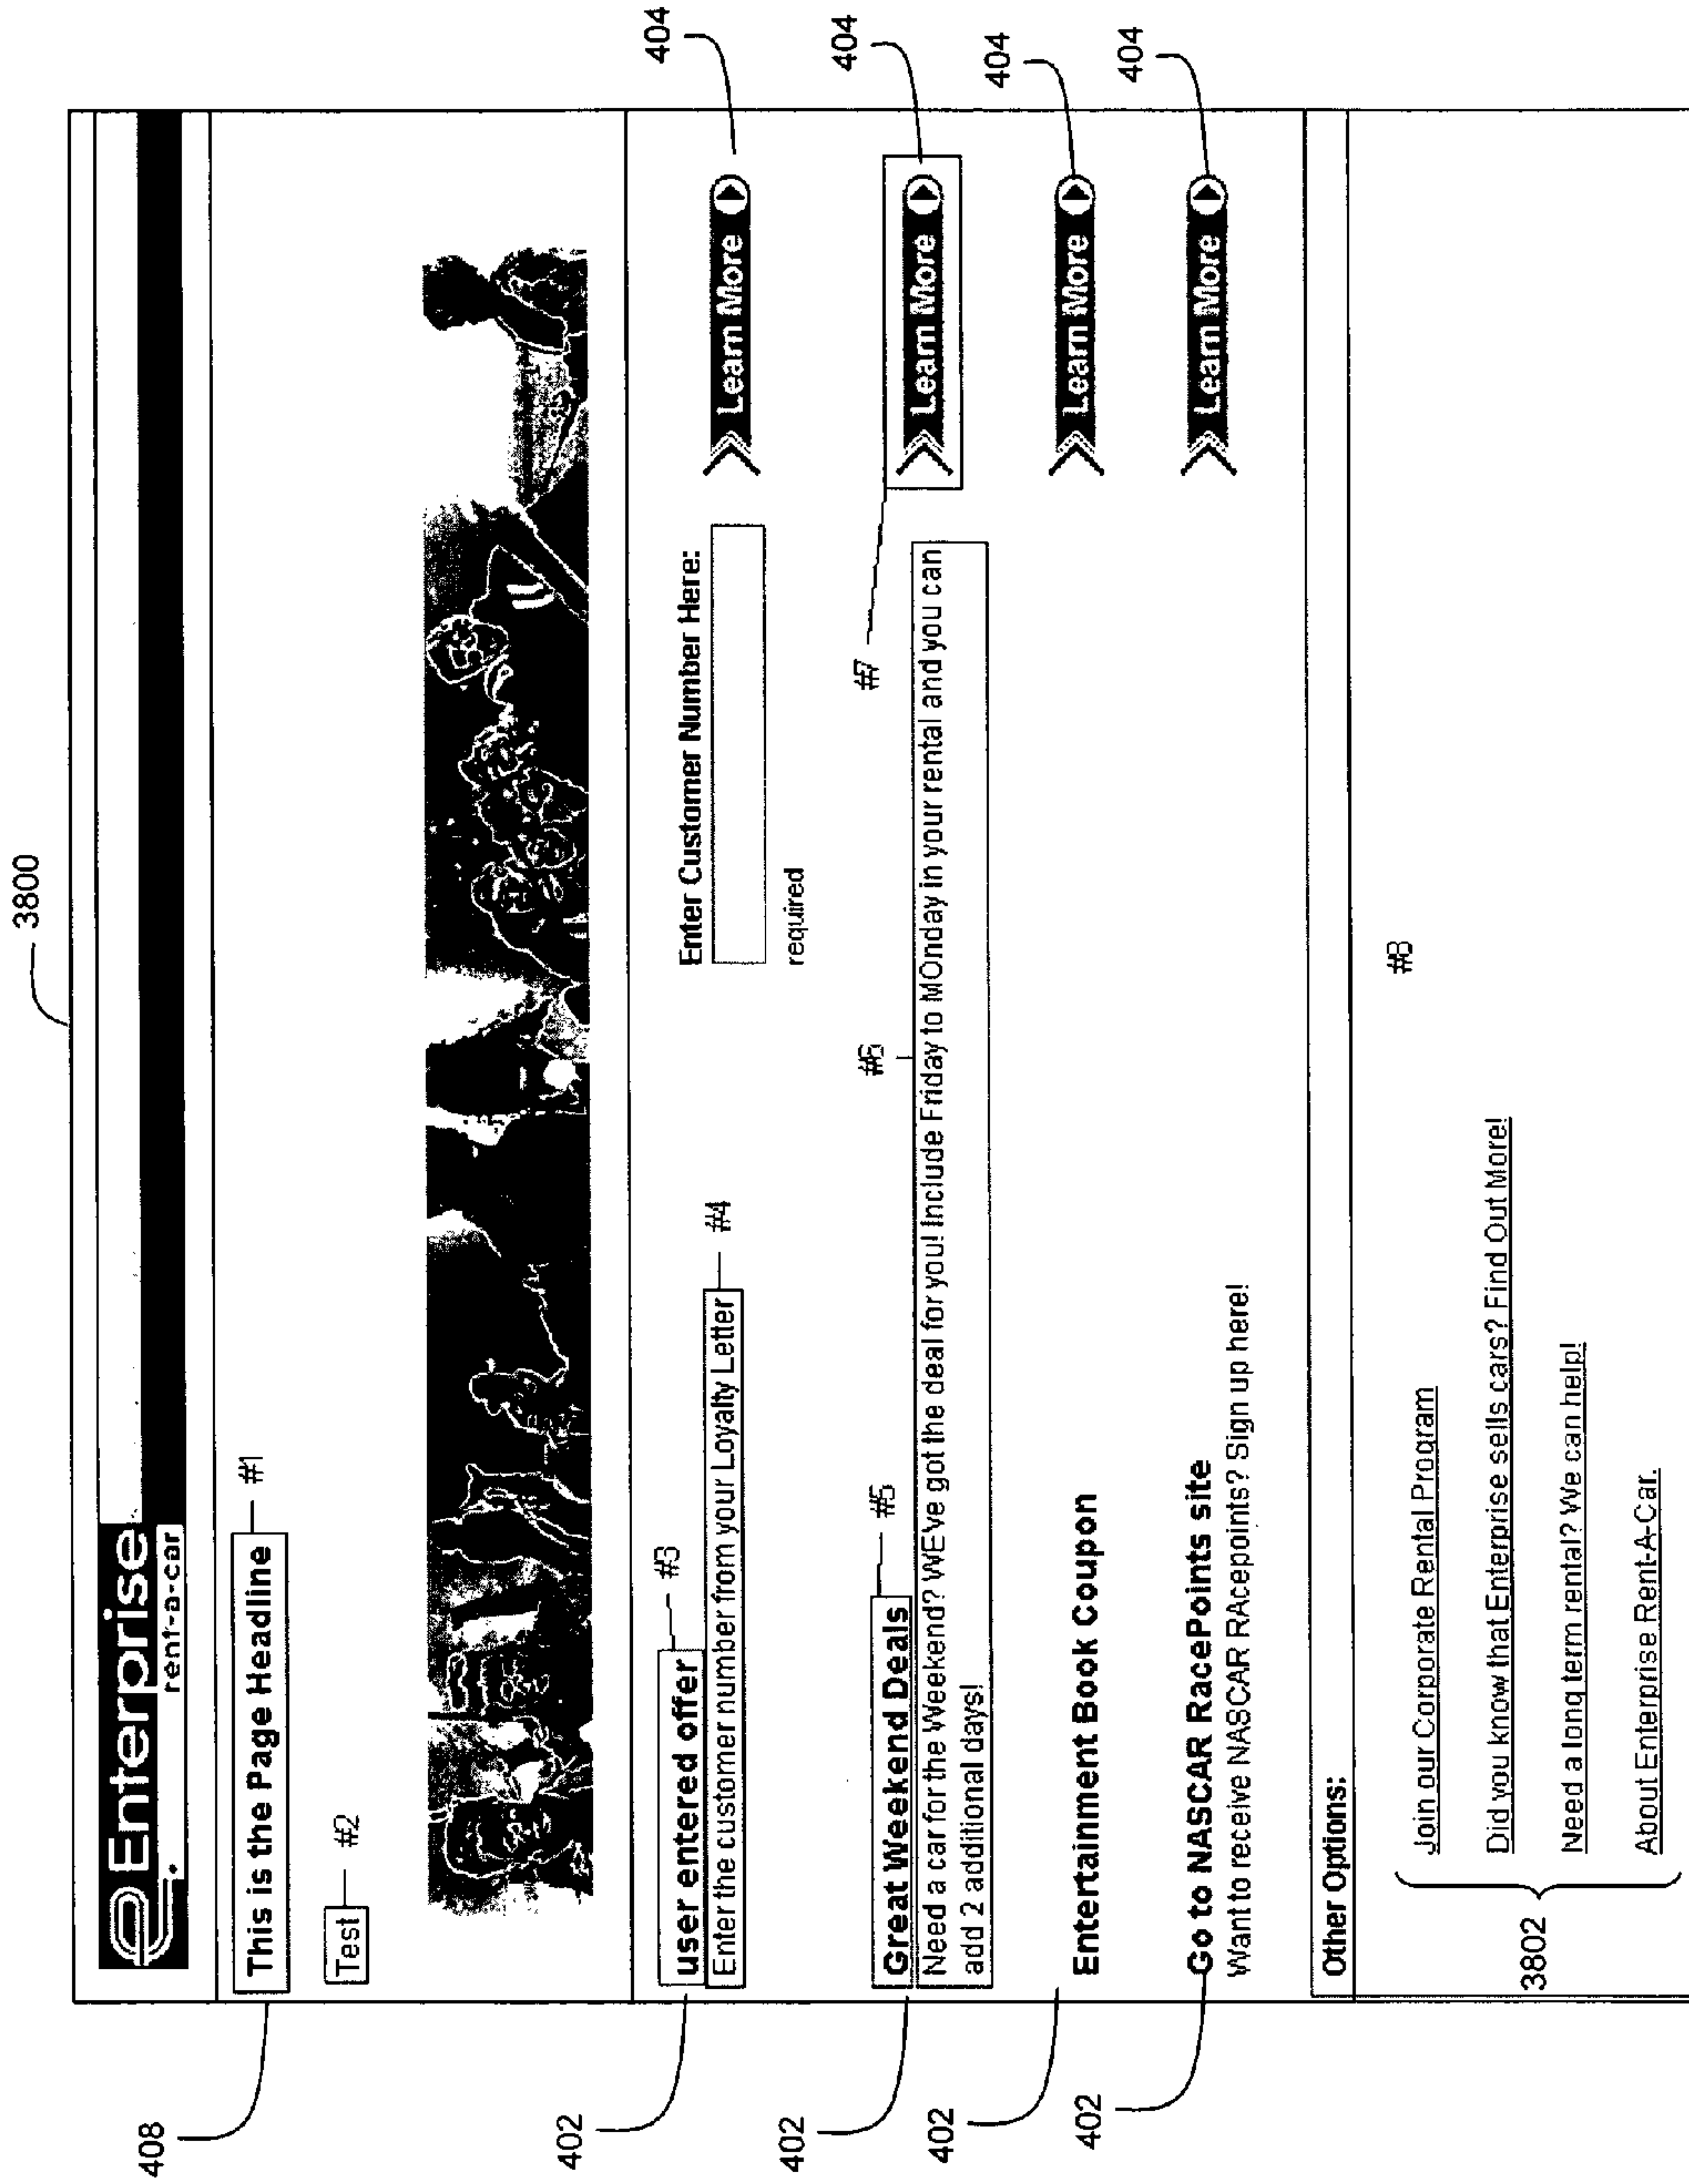 3800
Enterprise
rent-a-car
408
This is the Page Headline
#1
Test
#2
402
user entered offer
#3
Enter the customer number from your Loyalty Letter
#4
Enter Customer Number Here:
required
Learn More
404
402
Great Weekend Deals
#5
#6
#7
Need a car for the Weekend? WEve got the deal for you! Include Friday to MOnday in your rental and you can
add 2 additional days!
Learn More
404
402
Entertainment Book Coupon
Learn More
404
402
Go to NASCAR RacePoints site
Want to receive NASCAR RAcepoints? Sign up here!
Learn More
404
Other Options:
#8
3802
Join our Corporate Rental Program
Did you know that Enterprise sells cars? Find Out More!
Need a long term rental? We can help!
About Enterprise Rent-A-Car.